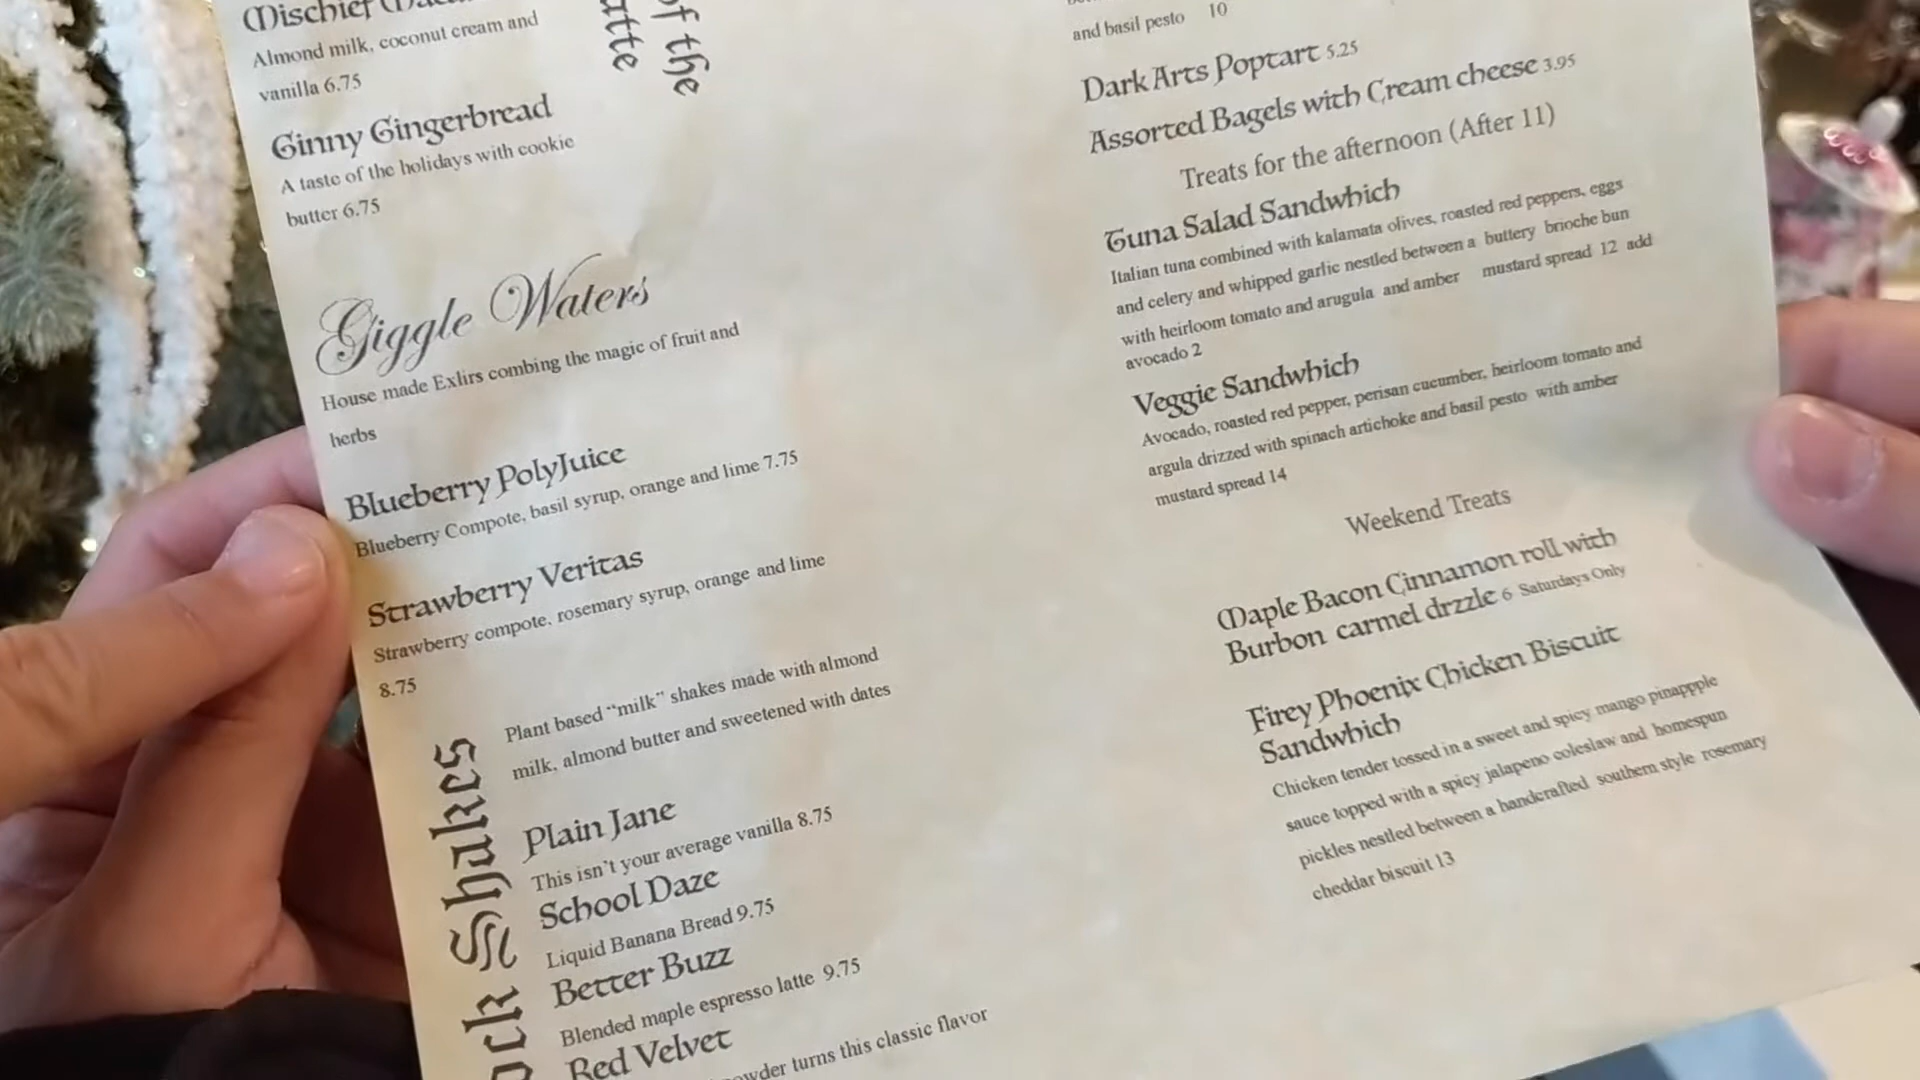 Mischief
Almond milk, coconut cream and
vanilla 6.75
Ginny Gingerbread
A taste of the holidays with cookie
butter 6.75
of the
Giggle Waters
House made Exlirs combing the magic of fruit and
herbs
Blueberry PolyJuice
Blueberry Compote, basil syrup, orange and lime 7.75
Strawberry Veritas
Strawberry compote, rosemary syrup, orange and lime
8.75
Shakes
Plant based “milk” shakes made with almond
milk, almond butter and sweetened with dates
Plain Jane
This isn’t your average vanilla 8.75
School Daze
Liquid Banana Bread 9.75
Better Buzz
Blended maple espresso latte 9.75
Red Velvet
turns this classic flavor
and basil pesto 10
Dark Arts Poptart 5.25
Assorted Bagels with Cream cheese 3.95
Treats for the afternoon (After 11)
Tuna Salad Sandwhich
Italian tuna combined with kalamata olives, roasted red peppers, eggs
and celery and whipped garlic nestled between a buttery brioche bun
with heirloom tomato and arugula and amber mustard spread 12 add
avocado 2
Veggie Sandwhich
Avocado, roasted red pepper, perisan cucumber, heirloom tomato and
argula drizzed with spinach artichoke and basil pesto with amber
mustard spread 14
Weekend Treats
Maple Bacon Cinnamon roll with
Burbon carmel drzzle 6 Saturdays Only
Firey Phoenix Chicken Biscuit
Sandwhich
Chicken tender tossed in a sweet and spicy mango pinappple
sauce topped with a spicy jalapeno coleslaw and homespun
pickles nestled between a handcrafted southern style rosemary
cheddar biscuit 13